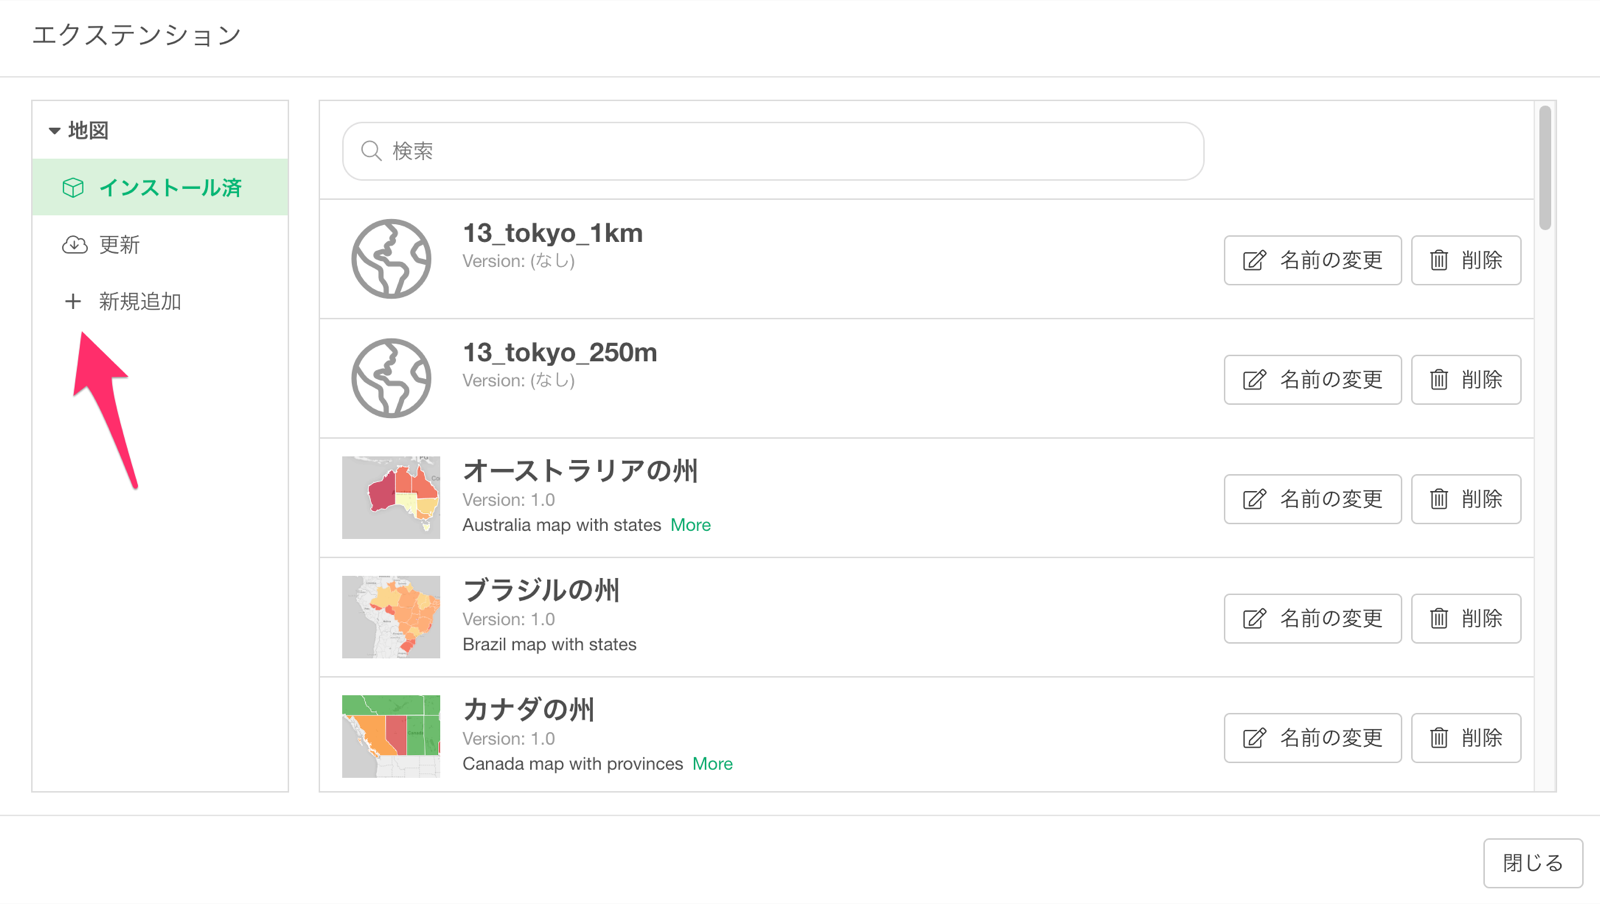 エクステンション
地図
インストール済
更新
新規追加
検索
13_tokyo_1km
Version: (なし)
名前の変更
削除
13_tokyo_250m
Version: (なし)
名前の変更
削除
オーストラリアの州
Version: 1.0
Australia map with states More
名前の変更
削除
ブラジルの州
Version: 1.0
Brazil map with states
名前の変更
削除
カナダの州
Version: 1.0
Canada map with provinces More
名前の変更
削除
閉じる